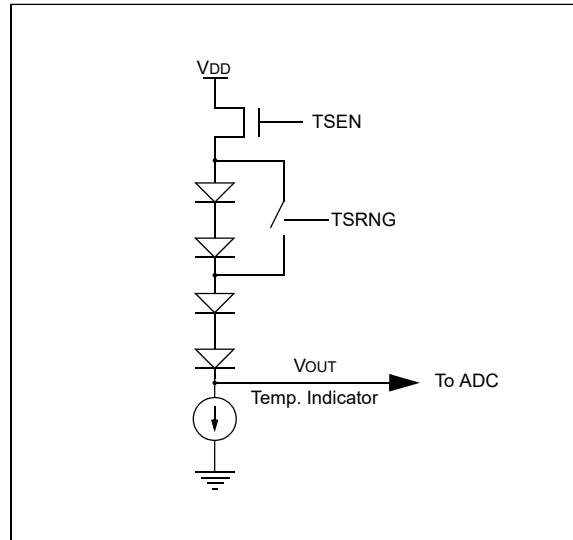 VDD
TSEN
TSRNG
VOUT
To ADC
Temp. Indicator